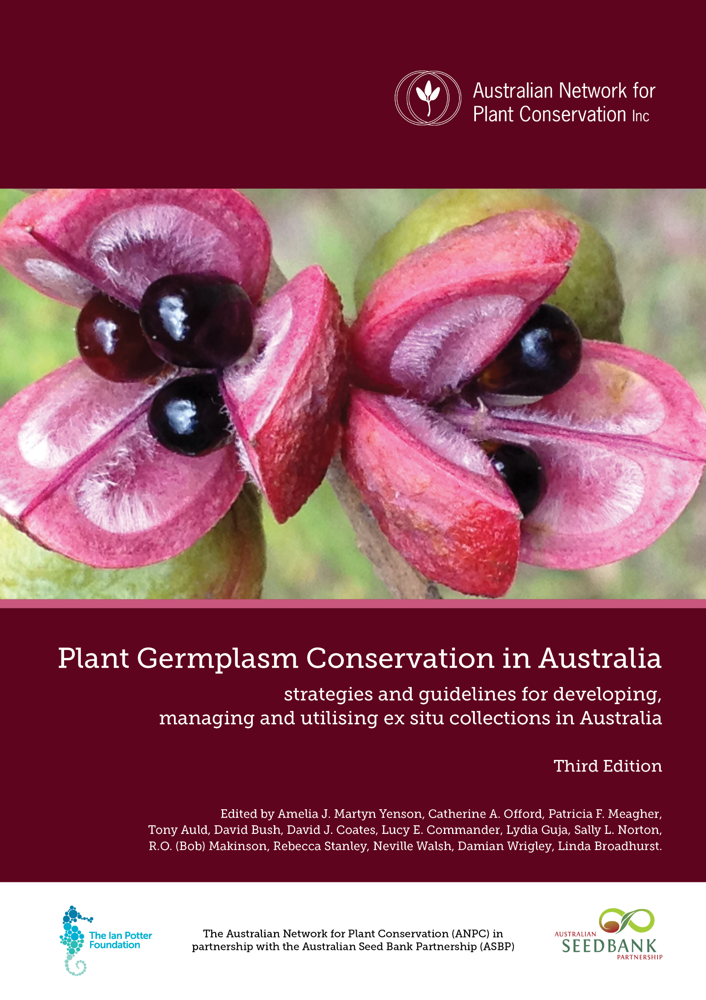 Australian Network for
Plant Conservation Inc
Plant Germplasm Conservation in Australia
strategies and guidelines for developing,
managing and utilising ex situ collections in Australia
Third Edition
Edited by Amelia J. Martyn Yenson, Catherine A. Offord, Patricia F. Meagher,
Tony Auld, David Bush, David J. Coates, Lucy E. Commander, Lydia Guja, Sally L. Norton,
R.O. (Bob) Makinson, Rebecca Stanley, Neville Walsh, Damian Wrigley, Linda Broadhurst.
The Ian Potter
Foundation
The Australian Network for Plant Conservation (ANPC) in
partnership with the Australian Seed Bank Partnership (ASBP)
AUSTRALIAN
SEEDBANK
PARTNERSHIP